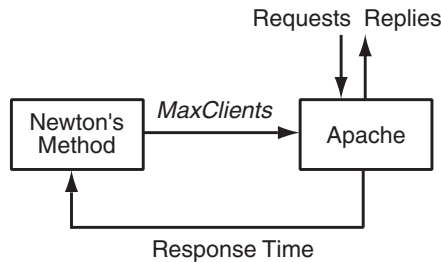 Requests Replies
Newton's
Method
MaxClients
Apache
Response Time